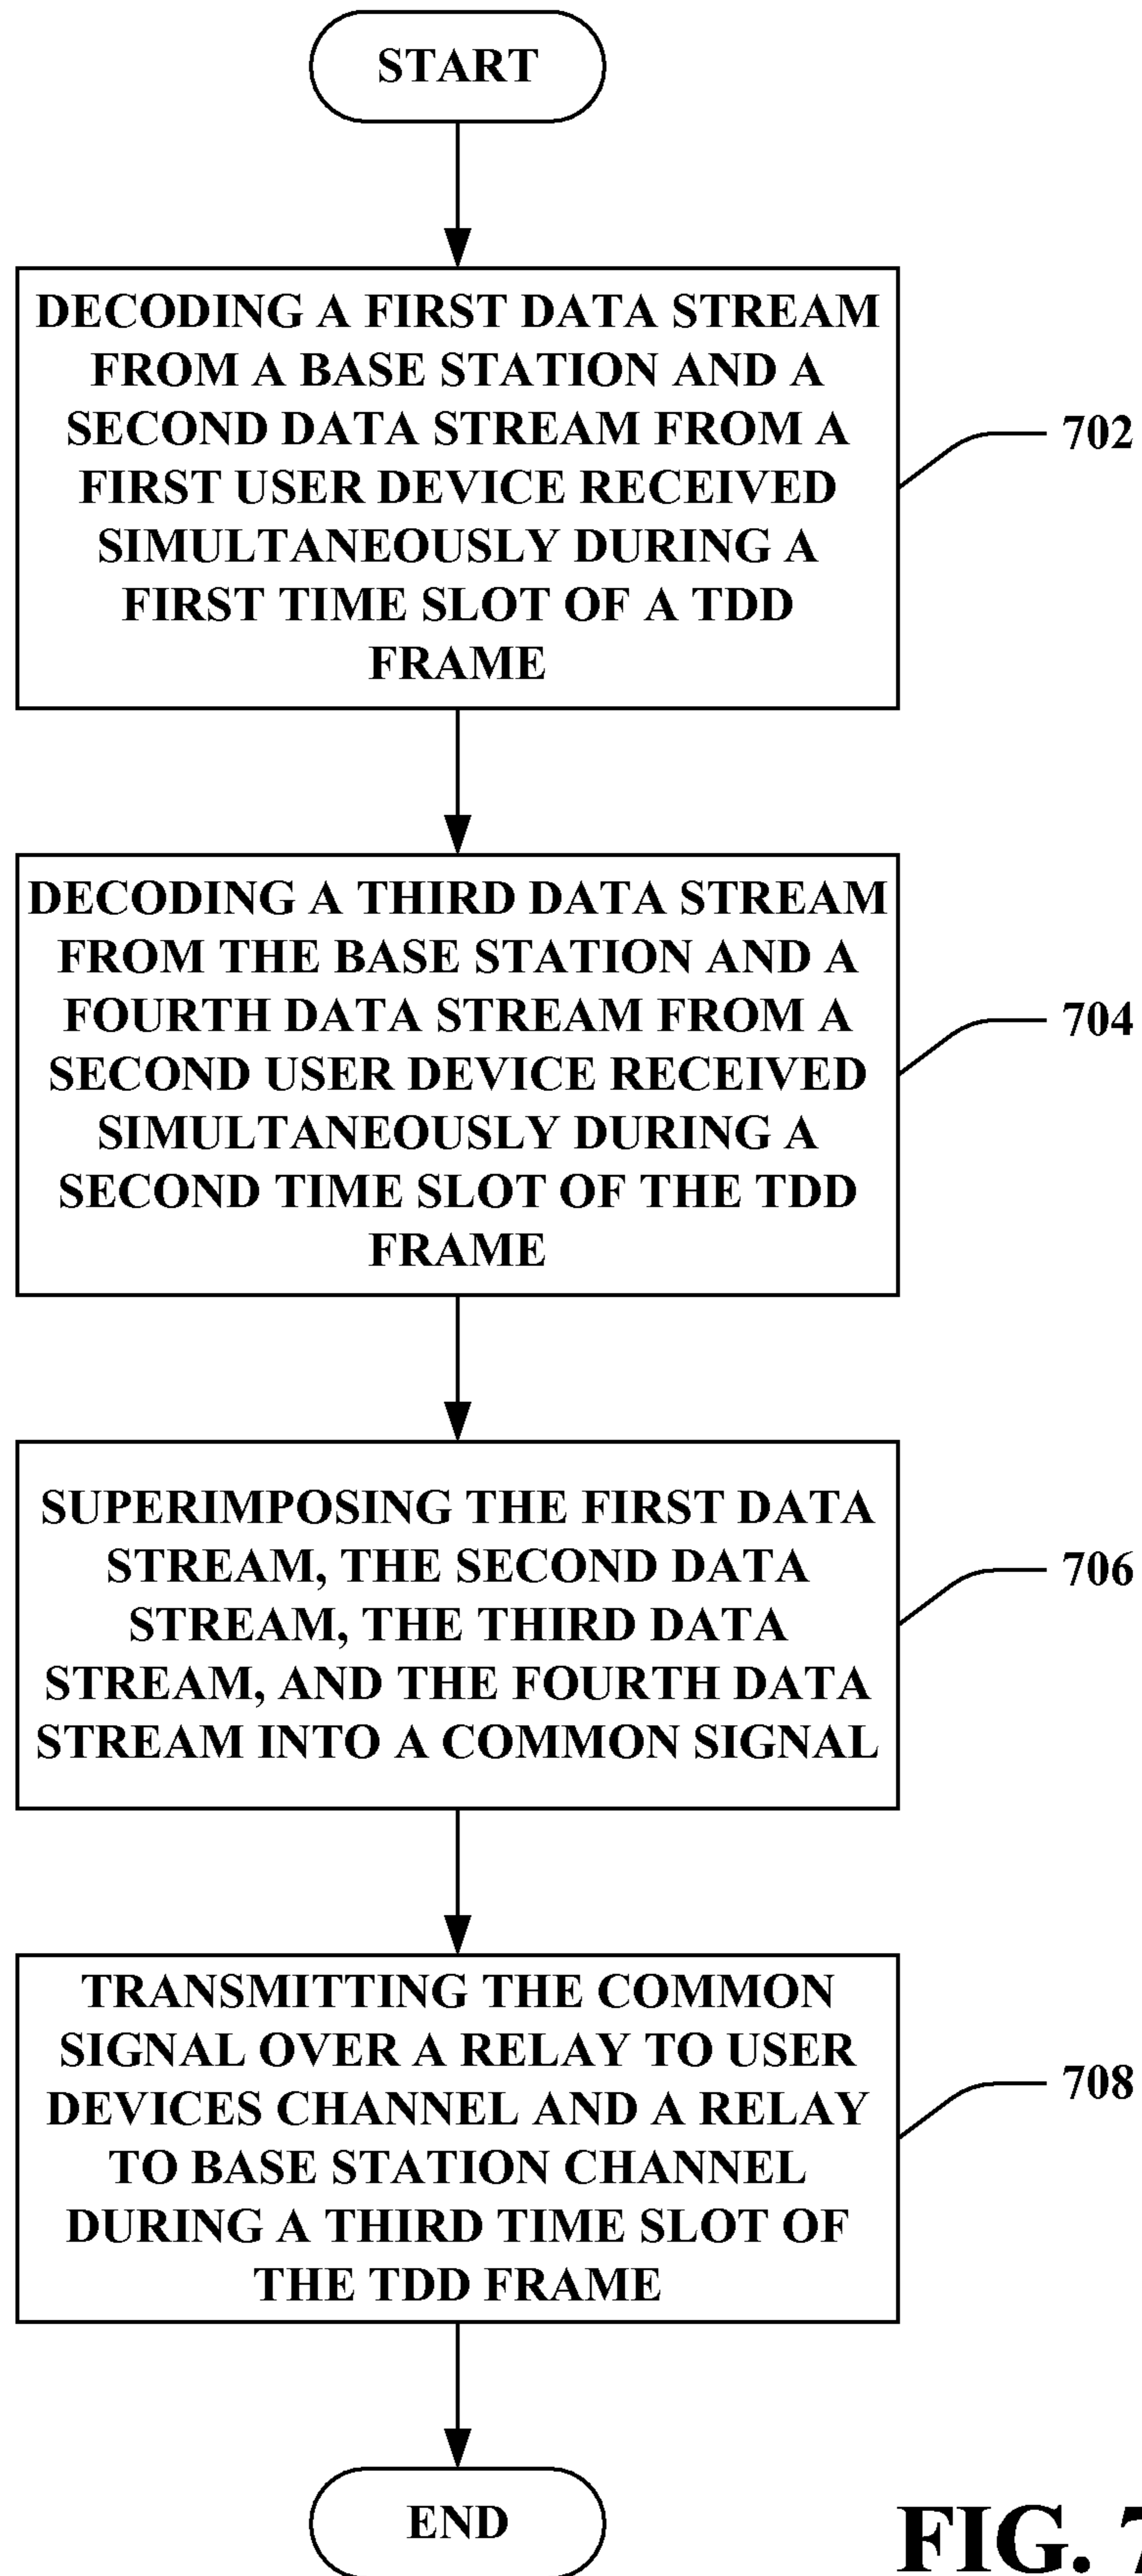 START
DECODING A FIRST DATA STREAM
FROM A BASE STATION AND A
SECOND DATA STREAM FROM A
FIRST USER DEVICE RECEIVED
SIMULTANEOUSLY DURING A
FIRST TIME SLOT OF A TDD
FRAME
702
DECODING A THIRD DATA STREAM
FROM THE BASE STATION AND A
FOURTH DATA STREAM FROM A
SECOND USER DEVICE RECEIVED
SIMULTANEOUSLY DURING A
SECOND TIME SLOT OF THE TDD
FRAME
704
SUPERIMPOSING THE FIRST DATA
STREAM, THE SECOND DATA
STREAM, THE THIRD DATA
STREAM, AND THE FOURTH DATA
STREAM INTO A COMMON SIGNAL
706
TRANSMITTING THE COMMON
SIGNAL OVER A RELAY TO USER
DEVICES CHANNEL AND A RELAY
TO BASE STATION CHANNEL
DURING A THIRD TIME SLOT OF
THE TDD FRAME
708
END
FIG. 7